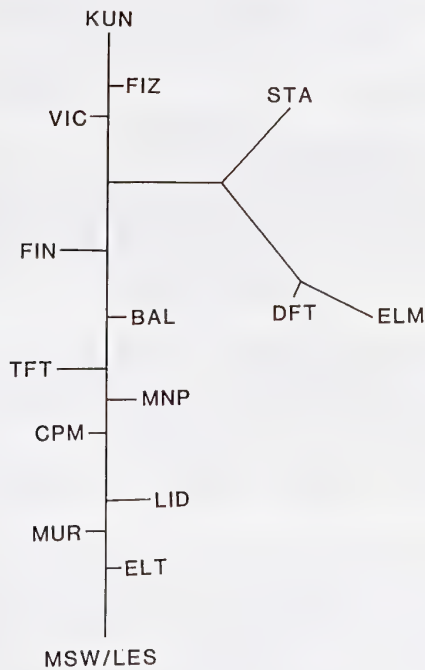 KUN
FIZ
STA
VIC
FIN
BAL
DFT
ELM
TFT
MNP
CPM
LID
MUR
ELT
MSW/LES